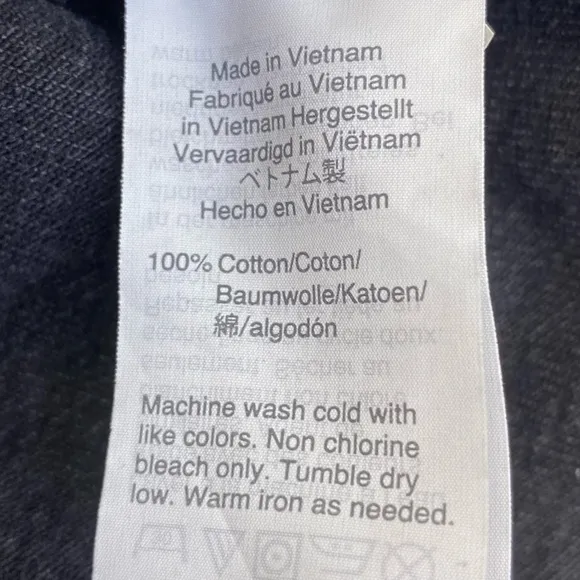 Made in Vietnam
Fabriqué au Vietnam
in Vietnam Hergestellt
Vervaardigd in Viëtnam
ベトナム製
Hecho en Vietnam
100% Cotton/Coton/
Baumwolle/Katoen/
綿/algodón
Machine wash cold with
like colors. Non chlorine
bleach only. Tumble dry
low. Warm iron as needed.